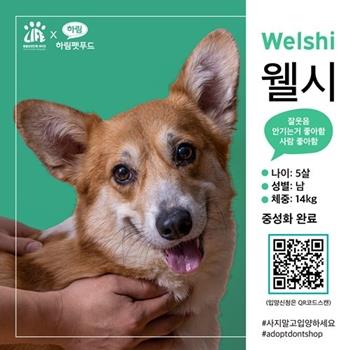 LIFE
하림
X
하림펫푸드
Welshi
웰시
잘웃음
안기는거 좋아함
사람 좋아함
● 나이: 5살
● 성별: 남
● 체중: 14kg
중성화 완료
(입양신청은 QR코드스캔)
#사지말고입양하세요
#adoptdontshop